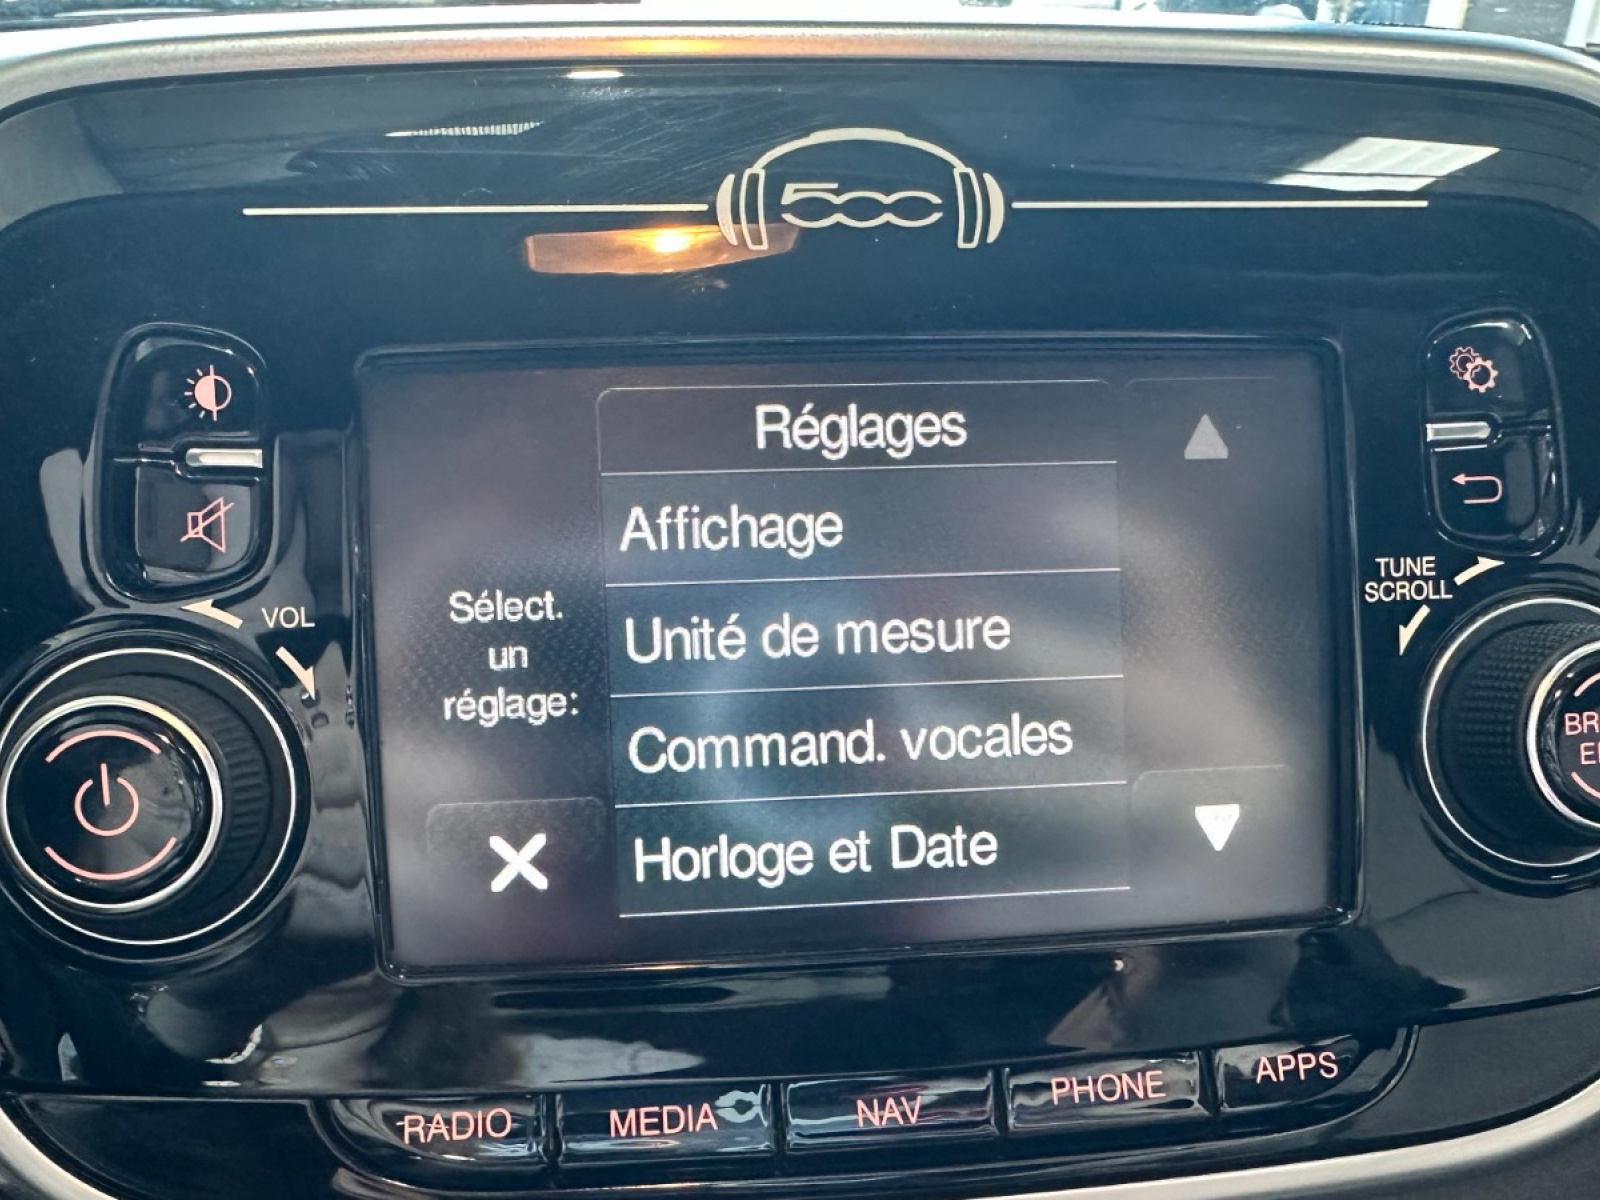 500
VOL
TUNE
SCROLL
Réglages
Affichage
Unité de mesure
Command. vocales
Horloge et Date
Sélect.
un
réglage:
RADIO
MEDIA
NAV
PHONE
APPS